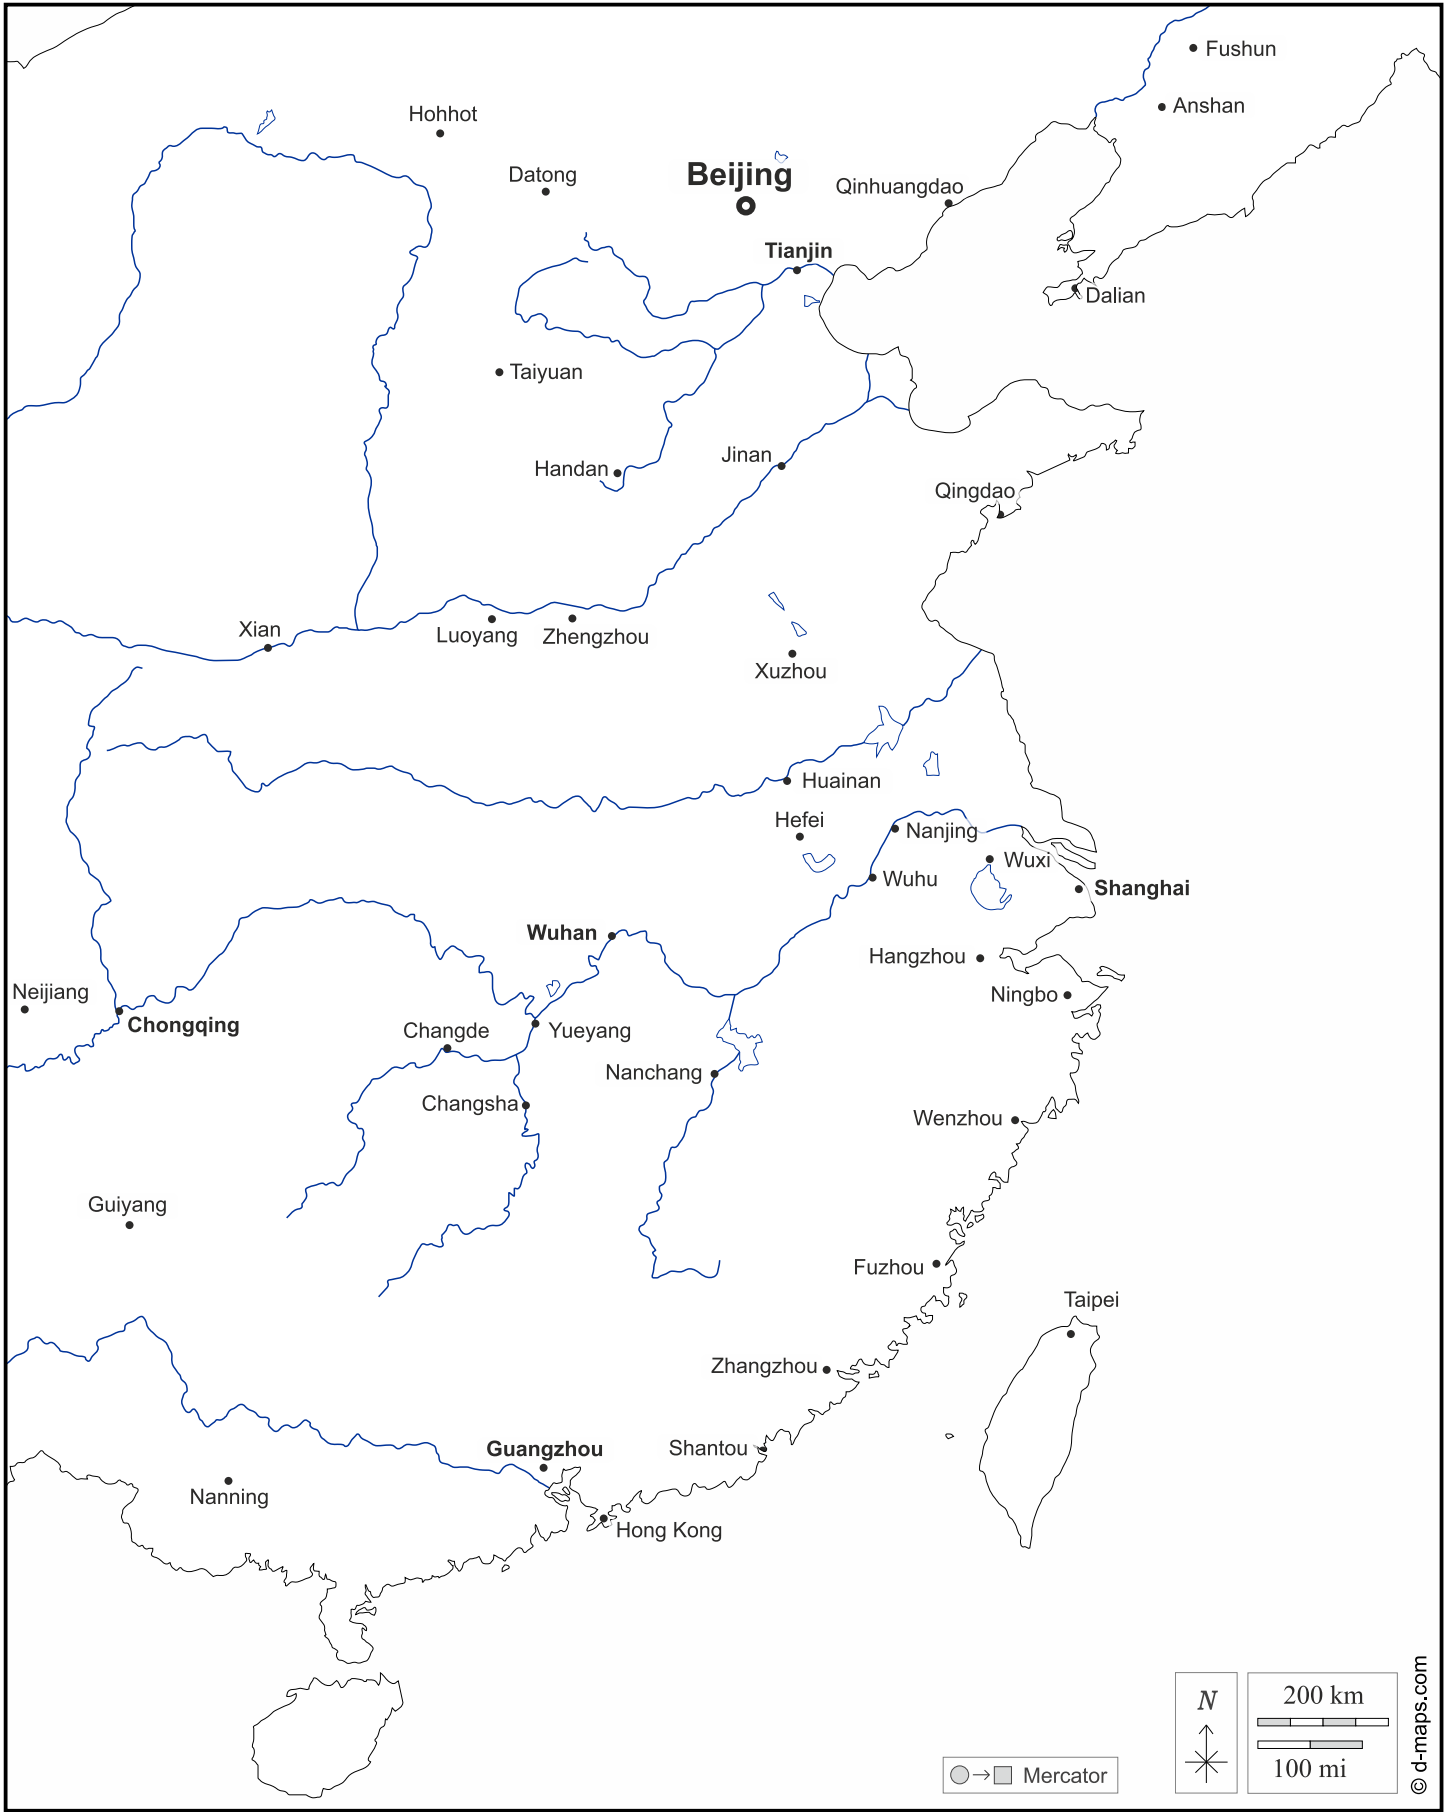 Fushun
Anshan
Hohhot
Datong
Beijing
Qinhuangdao
Tianjin
Dalian
Taiyuan
Handan
Jinan
Qingdao
Xian
Luoyang
Zhengzhou
Xuzhou
Huainan
Hefei
Nanjing
Wuxi
Wuhu
Shanghai
Wuhan
Hangzhou
Neijiang
Ningbo
Chongqing
Changde
Yueyang
Nanchang
Changsha
Wenzhou
Guiyang
Fuzhou
Taipei
Zhangzhou
Guangzhou
Shantou
Nanning
Hong Kong
N
200 km
100 mi
Mercator
© d-maps.com